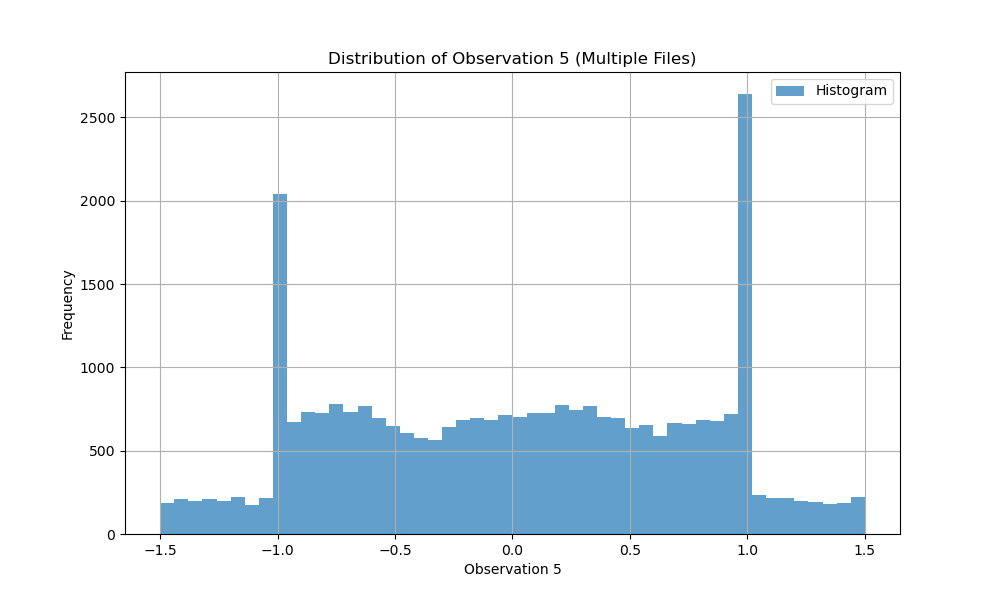 Distribution of Observation 5 (Multiple Files)
Histogram
Frequency
2500
2000
1500
1000
500
0
−1.5 −1.0 −0.5 0.0 0.5 1.0 1.5
Observation 5